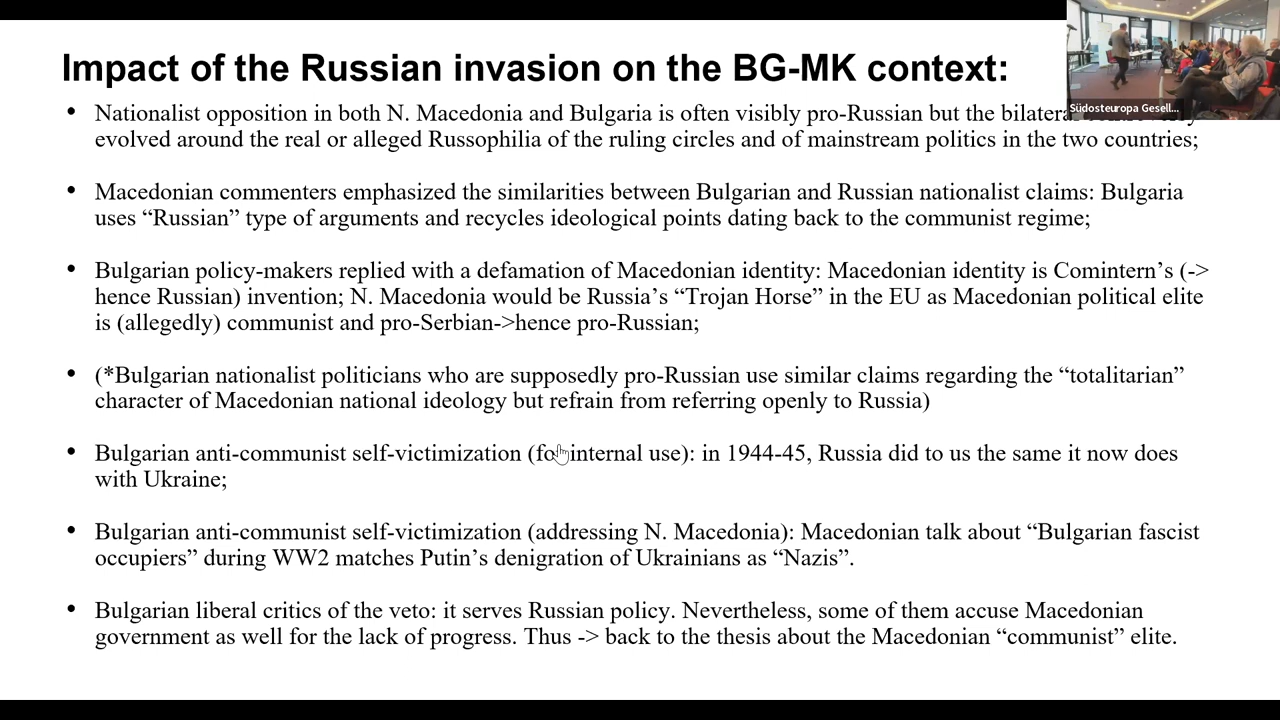 Impact of the Russian invasion on the BG-MK context:
Südosteuropa Gesell...
• Nationalist opposition in both N. Macedonia and Bulgaria is often visibly pro-Russian but the bilateral
evolved around the real or alleged Russophilia of the ruling circles and of mainstream politics in the two countries;
• Macedonian commenters emphasized the similarities between Bulgarian and Russian nationalist claims: Bulgaria
uses “Russian” type of arguments and recycles ideological points dating back to the communist regime;
• Bulgarian policy-makers replied with a defamation of Macedonian identity: Macedonian identity is Comintern’s (->
hence Russian) invention; N. Macedonia would be Russia’s “Trojan Horse” in the EU as Macedonian political elite
is (allegedly) communist and pro-Serbian->hence pro-Russian;
• (*Bulgarian nationalist politicians who are supposedly pro-Russian use similar claims regarding the “totalitarian”
character of Macedonian national ideology but refrain from referring openly to Russia)
• Bulgarian anti-communist self-victimization (for internal use): in 1944-45, Russia did to us the same it now does
with Ukraine;
• Bulgarian anti-communist self-victimization (addressing N. Macedonia): Macedonian talk about “Bulgarian fascist
occupiers” during WW2 matches Putin’s denigration of Ukrainians as “Nazis”.
• Bulgarian liberal critics of the veto: it serves Russian policy. Nevertheless, some of them accuse Macedonian
government as well for the lack of progress. Thus -> back to the thesis about the Macedonian “communist” elite.